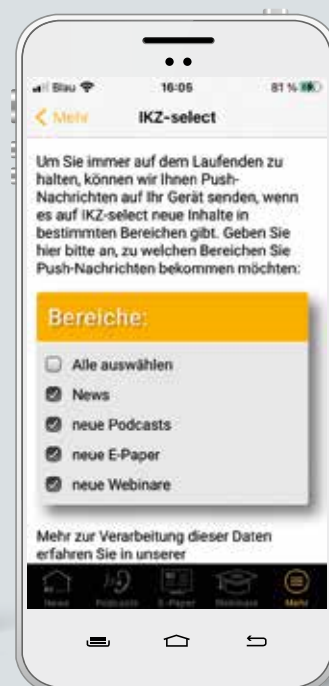 Blau 16:05 81 %
Mehr IKZ-select
Um Sie immer auf dem Laufenden zu
halten, können wir Ihnen Push-
Nachrichten auf Ihr Gerät senden, wenn
es auf IKZ-select neue Inhalte in
bestimmten Bereichen gibt. Geben Sie
hier bitte an, zu welchen Bereichen Sie
Push-Nachrichten bekommen möchten:
Bereiche:
Alle auswählen
News
neue Podcasts
neue E-Paper
neue Webinare
Mehr zur Verarbeitung dieser Daten
erfahren Sie in unserer
News Podcasts E-Paper Webinare Mehr